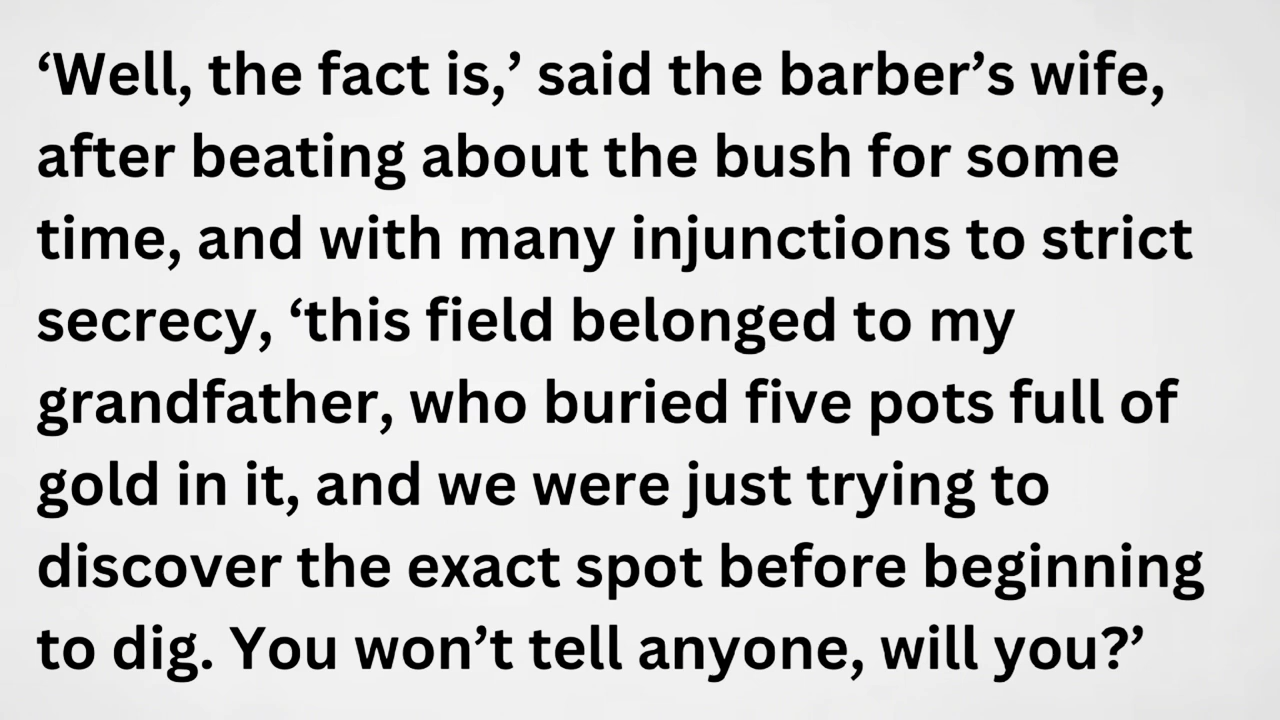 ‘Well, the fact is,’ said the barber’s wife,
after beating about the bush for some
time, and with many injunctions to strict
secrecy, ‘this field belonged to my
grandfather, who buried five pots full of
gold in it, and we were just trying to
discover the exact spot before beginning
to dig. You won’t tell anyone, will you?’